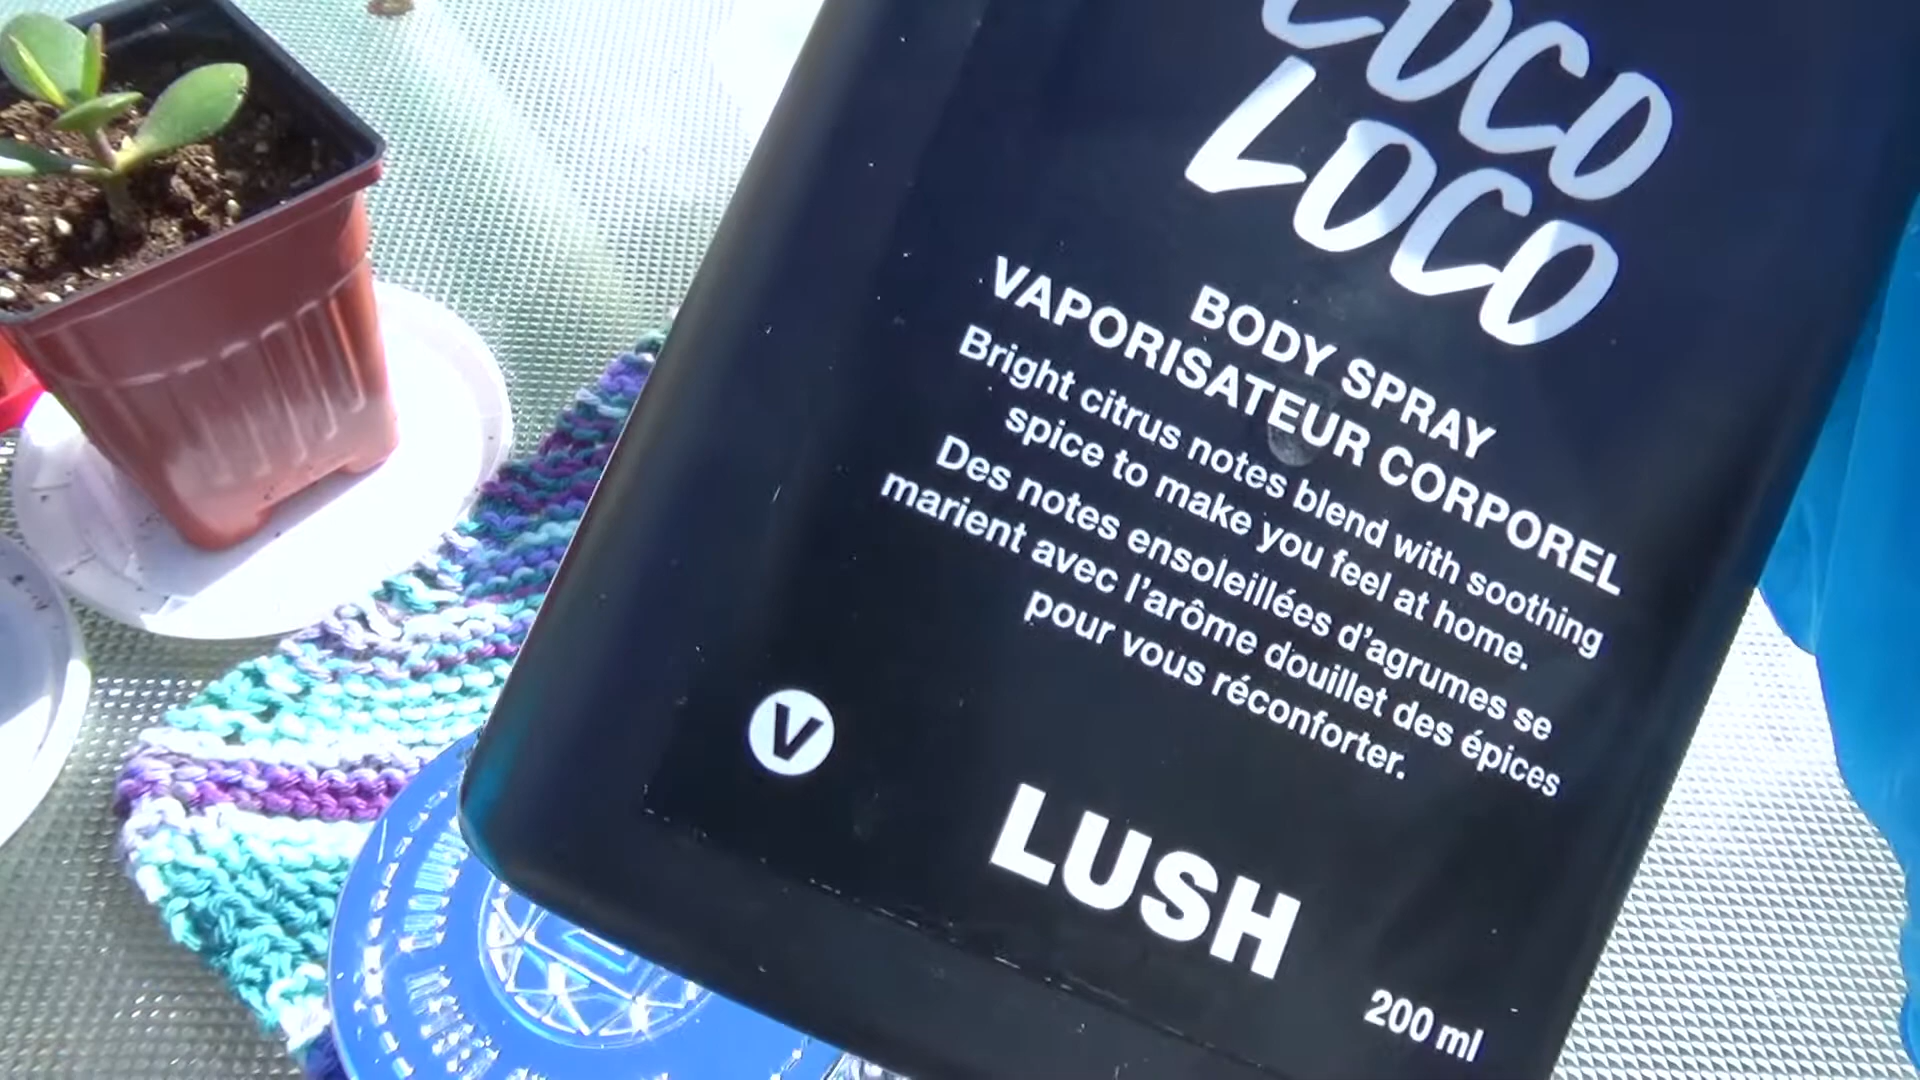 COCO
LOCO
BODY SPRAY
VAPORISATEUR CORPOREL
Bright citrus notes blend with soothing
spice to make you feel at home.
Des notes ensoleillées d'agrumes se
marient avec l'arôme douillet des épices
pour vous réconforter.
V
LUSH
200 ml